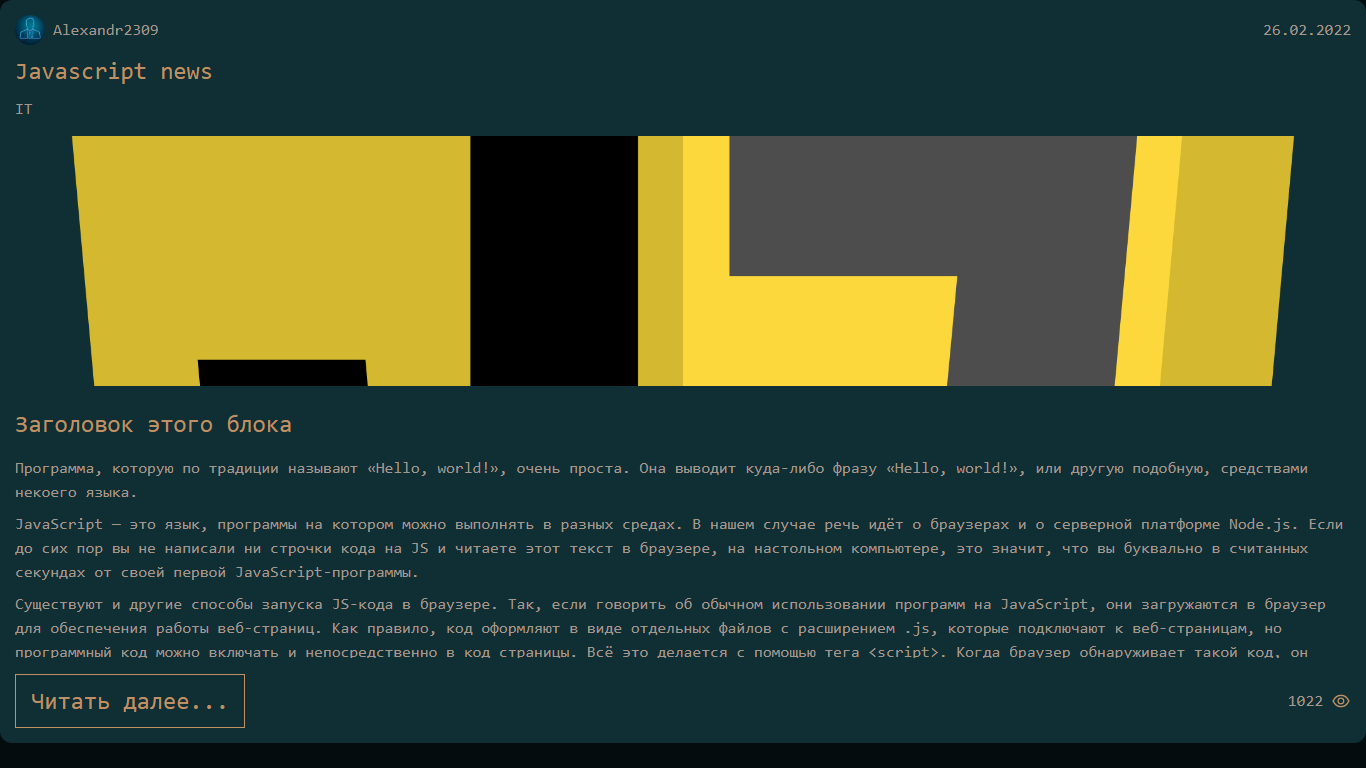 Alexandr2309
26.02.2022
Javascript news
IT
Заголовок этого блока
Программа, которую по традиции называют «Hello, world!», очень проста. Она выводит куда-либо фразу «Hello, world!», или другую подобную, средствами
некоего языка.
JavaScript — это язык, программы на котором можно выполнять в разных средах. В нашем случае речь идёт о браузерах и о серверной платформе Node.js. Если
до сих пор вы не написали ни строчки кода на JS и читаете этот текст в браузере, на настольном компьютере, это значит, что вы буквально в считанных
секундах от своей первой JavaScript-программы.
Существуют и другие способы запуска JS-кода в браузере. Так, если говорить об обычном использовании программ на JavaScript, они загружаются в браузер
для обеспечения работы веб-страниц. Как правило, код оформляют в виде отдельных файлов с расширением .js, которые подключают к веб-страницам, но
программный код можно включать и непосредственно в код страницы. Всё это делается с помощью тега <script>. Когда браузер обнаруживает такой код, он
Читать далее...
1022